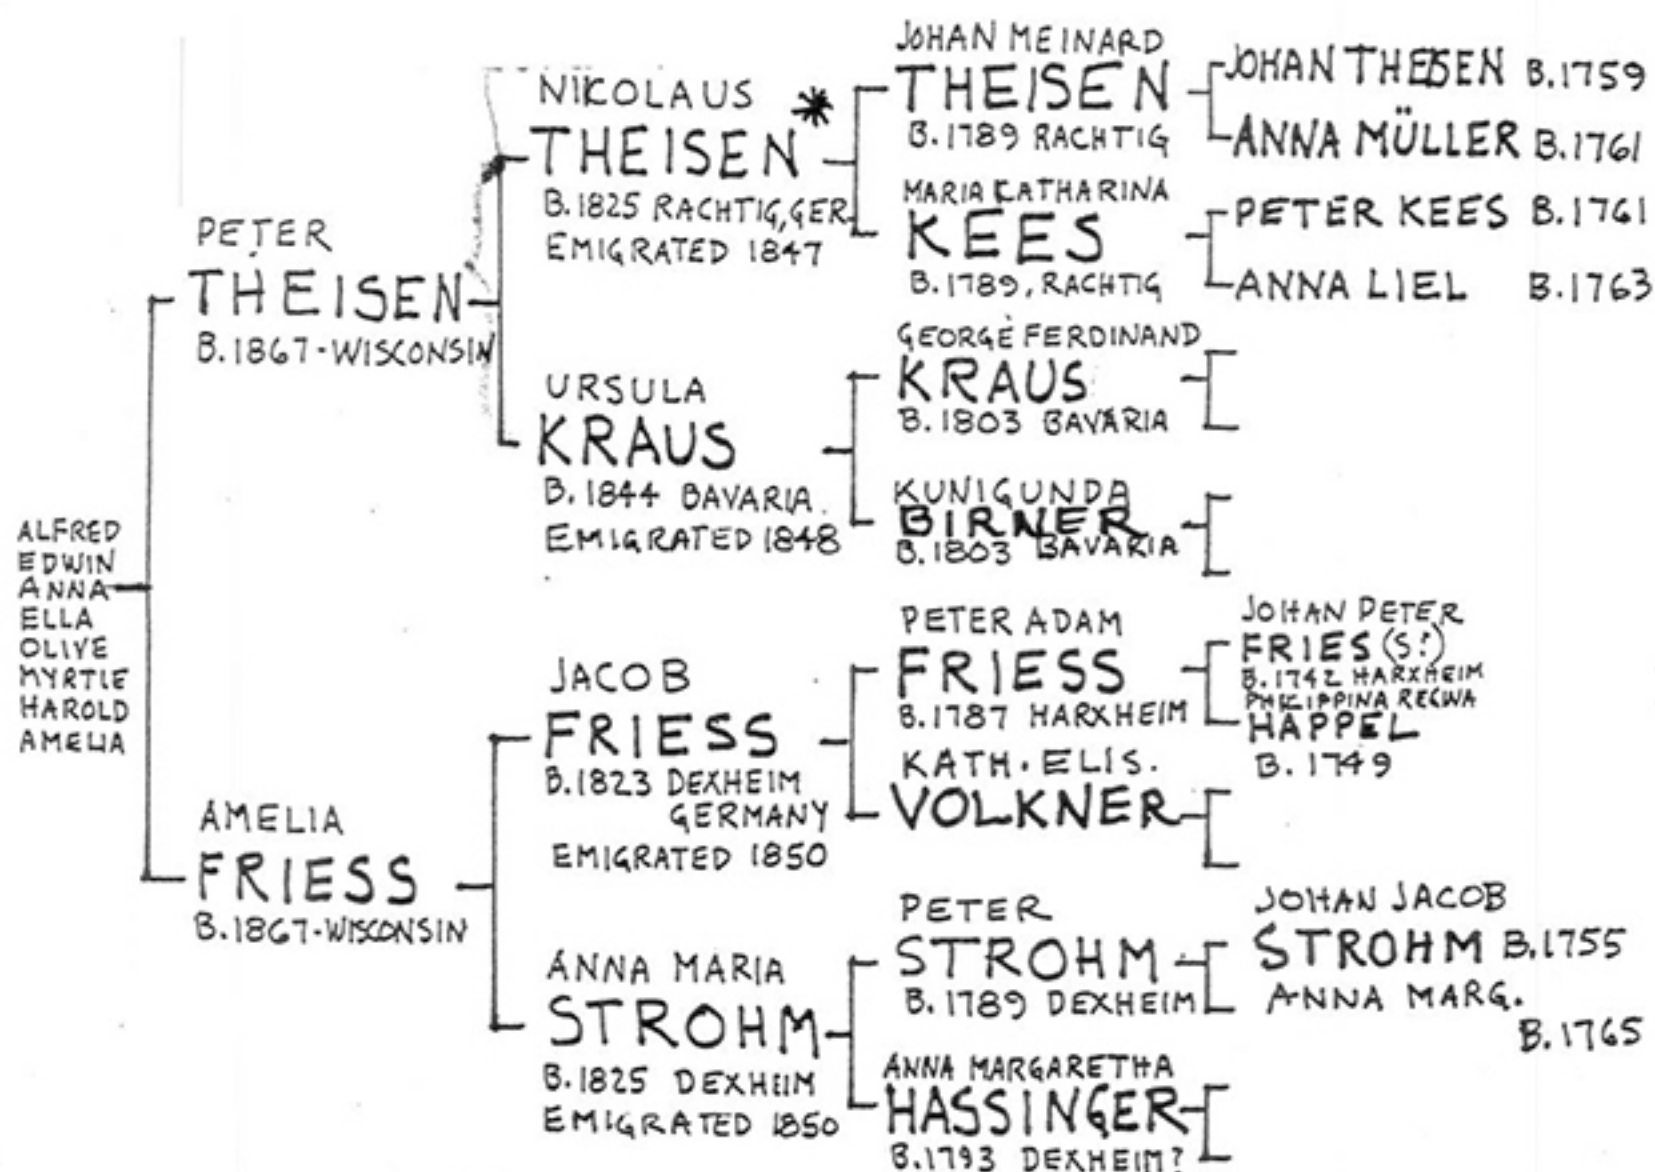 ALFRED
EDWIN
ANNA
ELLA
OLIVE
MYRTLE
HAROLD
AMELIA
PETER
THEISEN
B.1867-WISCONSIN
AMELIA
FRIESS
B.1867-WISCONSIN
NIKOLAUS
THEISEN *
B.1825 RACHTIG, GER.
EMIGRATED 1847
URSULA
KRAUS
B.1844 BAVARIA.
EMIGRATED 1848
JACOB
FRIESS
B.1823 DEXHEIM
GERMANY
EMIGRATED 1850
ANNA MARIA
STROHM
B.1825 DEXHEIM
EMIGRATED 1850
JOHAN MEINARD
THEISEN
B.1789 RACHTIG
MARIA CATHARINA
KEES
B.1789, RACHTIG
GEORGE FERDINAND
KRAUS
B.1803 BAVARIA
KUNIGUNDA
BIRNER
B.1803 BAVARIA
PETER ADAM
FRIESS
B.1787 HARXHEIM
KATH. ELIS.
VOLKNER
PETER
STROHM
B.1789 DEXHEIM
ANNA MARGARETHA
HASSINGER
B.1793 DEXHEIM?
JOHAN THEISEN B.1759
ANNA MÜLLER B.1761
PETER KEES B.1761
ANNA LIEL B.1763
JOHAN PETER
FRIES (S?)
B.1742 HARXHEIM
PHILIPPINA REGINA
HAPPEL
B.1749
JOHAN JACOB
STROHM B.1755
ANNA MARG.
B.1765